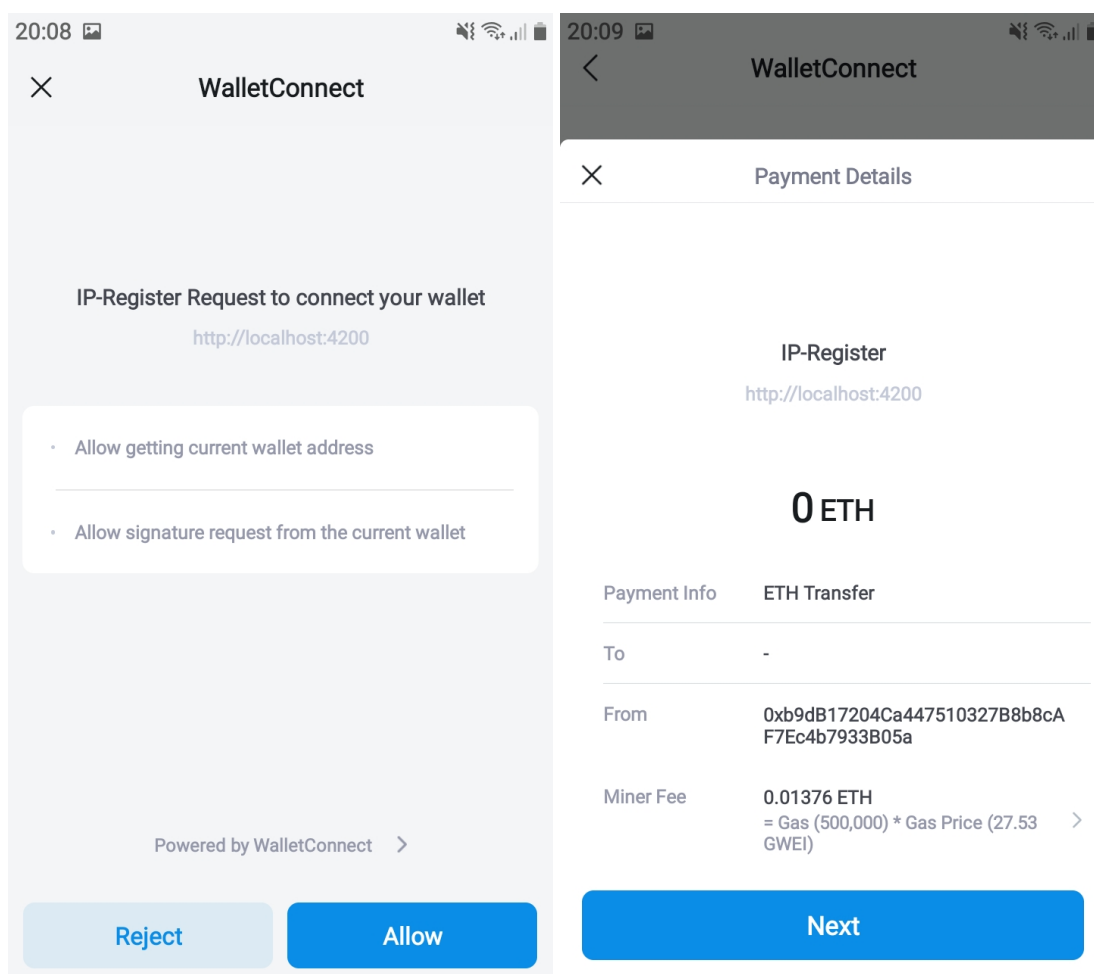 20:08
WalletConnect
IP-Register Request to connect your wallet
http://localhost:4200
· Allow getting current wallet address
· Allow signature request from the current wallet
Powered by WalletConnect
Reject
Allow
20:09
WalletConnect
Payment Details
IP-Register
http://localhost:4200
0 ETH
Payment Info ETH Transfer
To -
From 0xb9dB17204Ca447510327B8b8cA
F7Ec4b7933B05a
Miner Fee 0.01376 ETH
= Gas (500,000) * Gas Price (27.53
GWEI)
Next